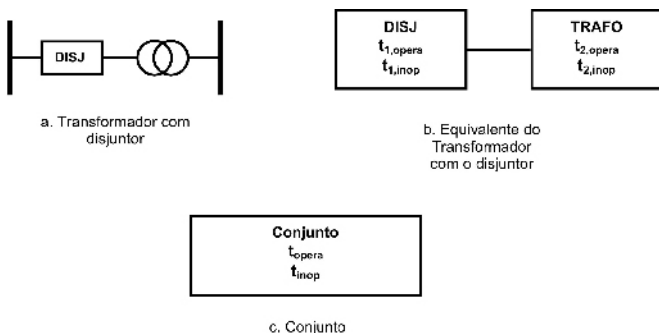 DISJ
a. Transformador com
disjuntor
DISJ
t1,opera
t1,inop
TRAFO
t2,opera
t2,inop
b. Equivalente do
Transformador
com o disjuntor
Conjunto
topera
tinop
c. Conjunto